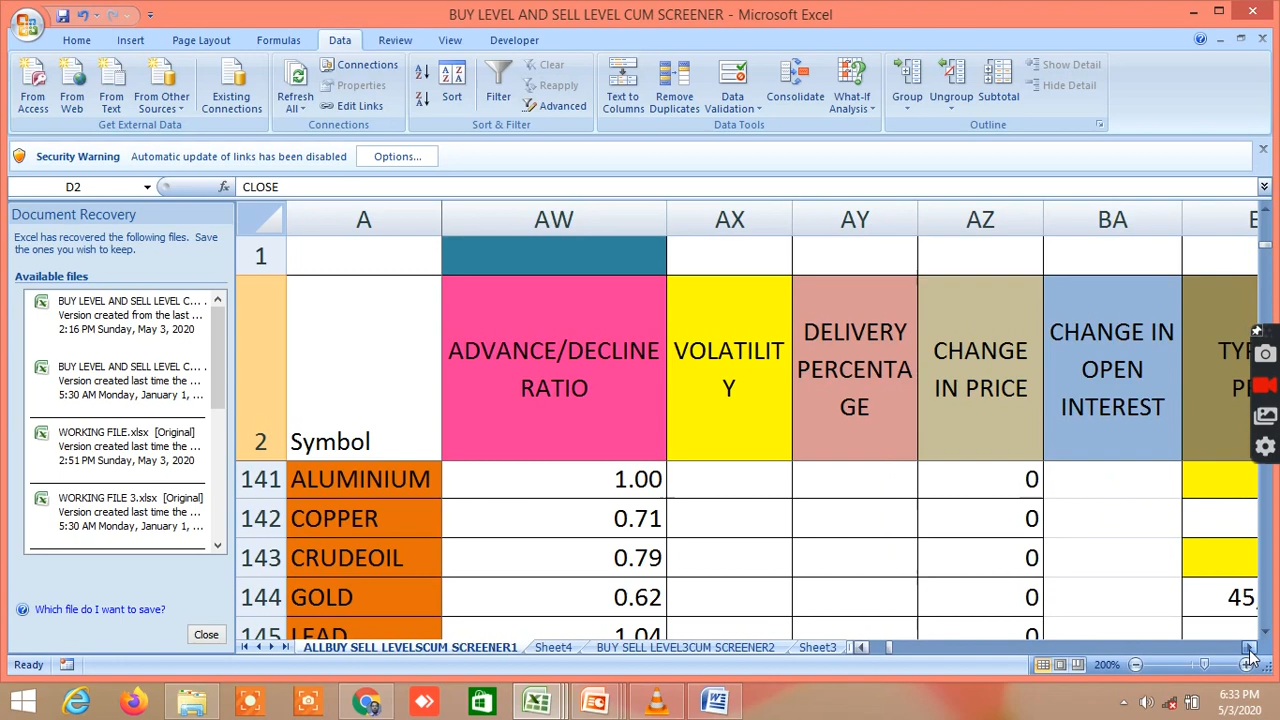 BUY LEVEL AND SELL LEVEL CUM SCREENER - Microsoft Excel
Home Insert Page Layout Formulas Data Review View Developer
From Access
From Web
From Text
From Other Sources
Existing Connections
Get External Data
Refresh All
Connections
Properties
Edit Links
Connections
Sort
Filter
Clear
Reapply
Advanced
Sort & Filter
Text to Columns
Remove Duplicates
Data Validation
Consolidate
What-If Analysis
Data Tools
Group
Ungroup
Subtotal
Show Detail
Hide Detail
Outline
Security Warning Automatic update of links has been disabled Options...
D2 fx CLOSE
Document Recovery
Excel has recovered the following files. Save
the ones you wish to keep.
Available files
BUY LEVEL AND SELL LEVEL C...
Version created from the last ...
2:16 PM Sunday, May 3, 2020
BUY LEVEL AND SELL LEVEL C...
Version created last time the ...
5:30 AM Monday, January 1, ...
WORKING FILE.xlsx [Original]
Version created last time the ...
2:51 PM Sunday, May 3, 2020
WORKING FILE 3.xlsx [Original]
Version created last time the ...
5:30 AM Monday, January 1, ...
Which file do I want to save?
Close
A AW AX AY AZ BA
1
2 Symbol
ADVANCE/DECLINE
RATIO
VOLATILIT
Y
DELIVERY
PERCENTA
GE
CHANGE
IN PRICE
CHANGE IN
OPEN
INTEREST
141 ALUMINIUM 1.00 0
142 COPPER 0.71 0
143 CRUDEOIL 0.79 0
144 GOLD 0.62 0 45,
145 LEAD 1.04 0
ALLBUY SELL LEVELSCUM SCREENER1 Sheet4 BUY SELL LEVEL3CUM SCREENER2 Sheet3
Ready 200%
6:33 PM
5/3/2020